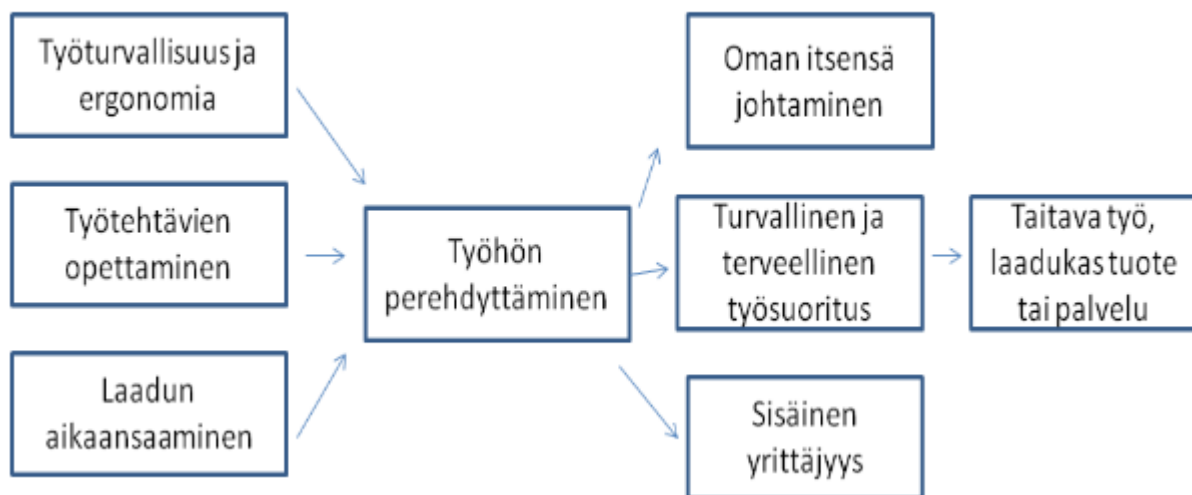 Työturvallisuus ja
ergonomia
Työtehtävien
opettaminen
Laadun
aikaansaaminen
Työhön
perehdyttäminen
Oman itsensä
johtaminen
Turvallinen ja
terveellinen
työsuoritus
Sisäinen
yrittäjyys
Taitava työ,
laadukas tuote
tai palvelu